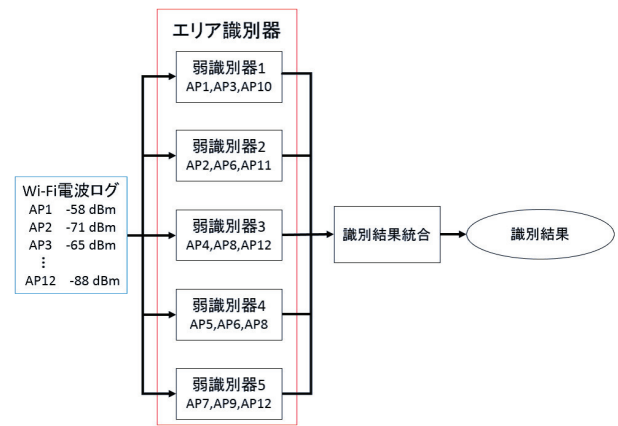 エリア識別器
弱識別器1
AP1,AP3,AP10
弱識別器2
AP2,AP6,AP11
Wi-Fi電波ログ
AP1 -58 dBm
AP2 -71 dBm
AP3 -65 dBm
⋮
AP12 -88 dBm
弱識別器3
AP4,AP8,AP12
識別結果統合
識別結果
弱識別器4
AP5,AP6,AP8
弱識別器5
AP7,AP9,AP12